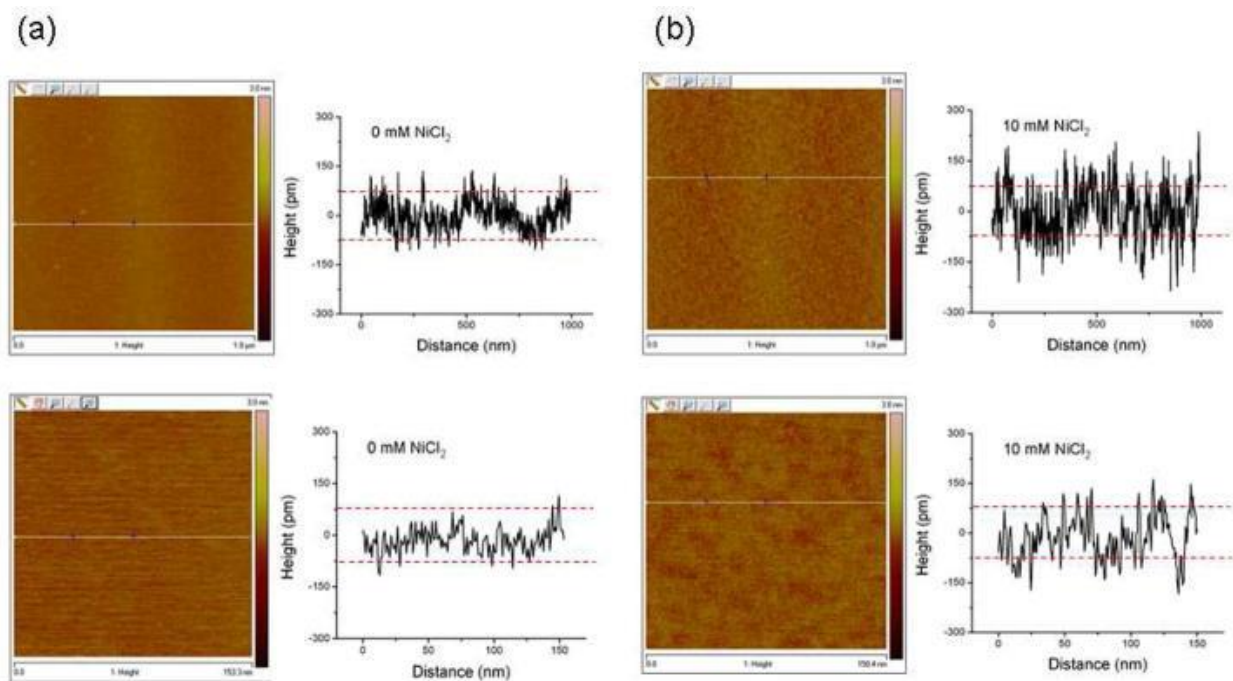 (a)
(b)
3.0 nm
0.0
1: Height
1.0 µm
300
150
0
-150
-300
0 mM NiCl₂
Height (pm)
0
500
1000
Distance (nm)
3.0 nm
0.0
1: Height
1.0 µm
300
150
0
-150
-300
10 mM NiCl₂
Height (pm)
0
500
1000
Distance (nm)
3.0 nm
0.0
1: Height
153.3 nm
300
150
0
-150
-300
0 mM NiCl₂
Height (pm)
0
50
100
150
Distance (nm)
3.0 nm
0.0
1: Height
150.4 nm
300
150
0
-150
-300
10 mM NiCl₂
Height (pm)
0
50
100
150
Distance (nm)